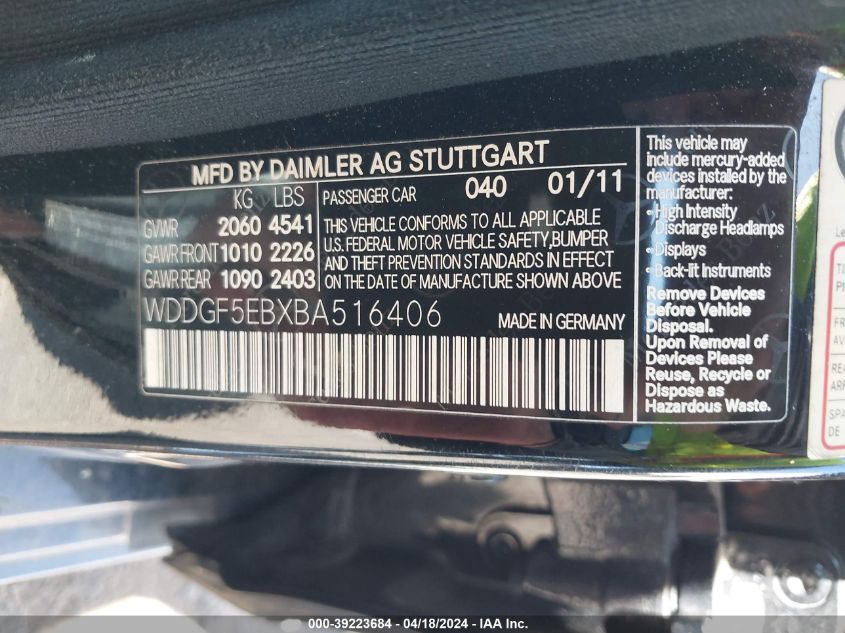 MFD BY DAIMLER AG STUTTGART
KG LBS
GVWR 2060 4541
GAWR FRONT 1010 2226
GAWR REAR 1090 2403
PASSENGER CAR 040 01/11
THIS VEHICLE CONFORMS TO ALL APPLICABLE
U.S. FEDERAL MOTOR VEHICLE SAFETY,BUMPER
AND THEFT PREVENTION STANDARDS IN EFFECT
ON THE DATE OF MANUFACTURE SHOWN ABOVE
WDDGF5EBXBA516406 MADE IN GERMANY
This vehicle may
include mercury-added
devices installed by the
manufacturer:
• High Intensity
Discharge Headlamps
• Displays
• Back-lit Instruments
Remove Devices
Before Vehicle
Disposal.
Upon Removal of
Devices Please
Reuse, Recycle or
Dispose as
Hazardous Waste.
DE
000-39223684 - 04/18/2024 - IAA Inc.